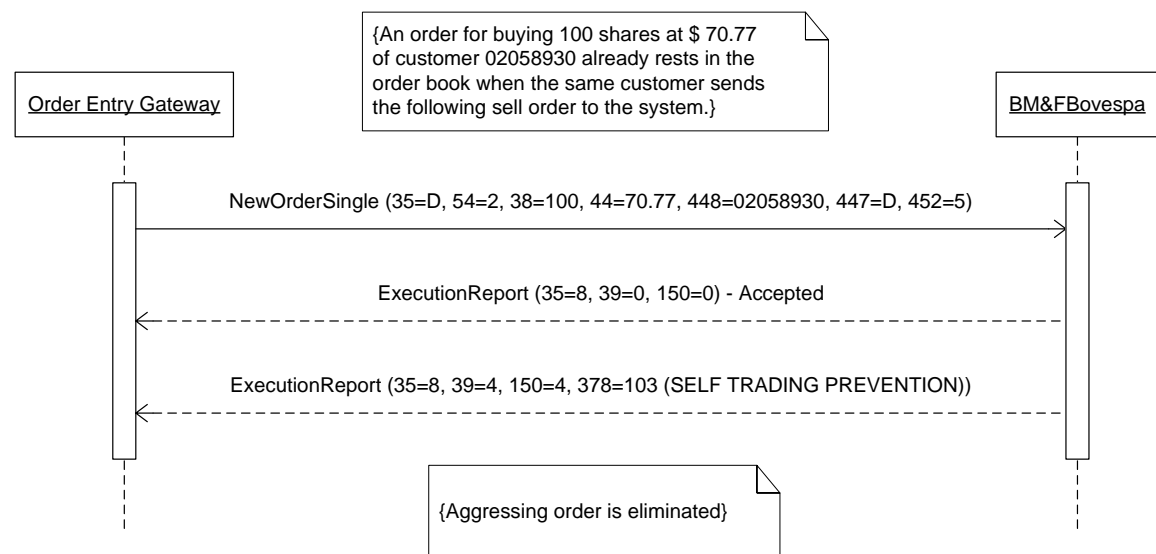 {An order for buying 100 shares at $ 70.77
of customer 02058930 already rests in the
order book when the same customer sends
the following sell order to the system.}
Order Entry Gateway
BM&FBovespa
NewOrderSingle (35=D, 54=2, 38=100, 44=70.77, 448=02058930, 447=D, 452=5)
ExecutionReport (35=8, 39=0, 150=0) - Accepted
ExecutionReport (35=8, 39=4, 150=4, 378=103 (SELF TRADING PREVENTION))
{Aggressing order is eliminated}